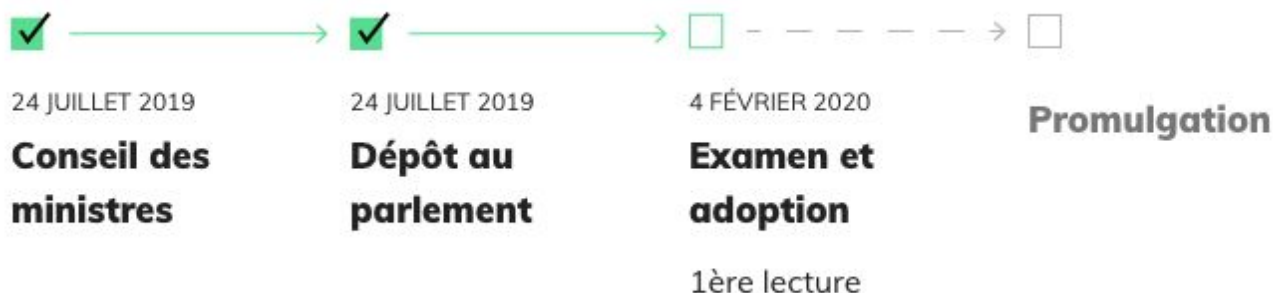 24 JUILLET 2019
Conseil des
ministres
24 JUILLET 2019
Dépôt au
parlement
4 FÉVRIER 2020
Examen et
adoption
1ère lecture
Promulgation